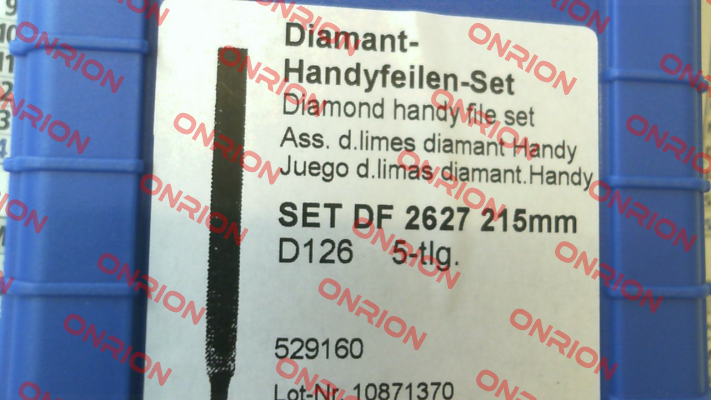 Diamant-
Handyfeilen-Set
Diamond handy file set
Ass. d.limes diamant Handy
Juego d.limas diamant.Handy
SET DF 2627 215mm
D126 5-tlg.
529160
Lot-Nr. 10871370
ONRION